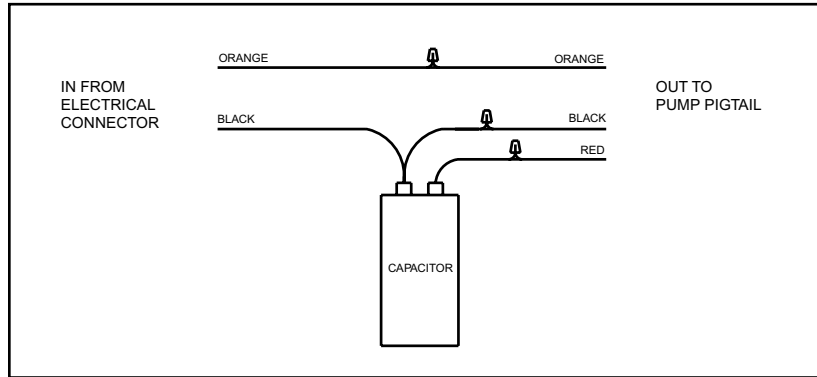 ORANGE
ORANGE
IN FROM
ELECTRICAL
CONNECTOR
OUT TO
PUMP PIGTAIL
BLACK
BLACK
RED
CAPACITOR